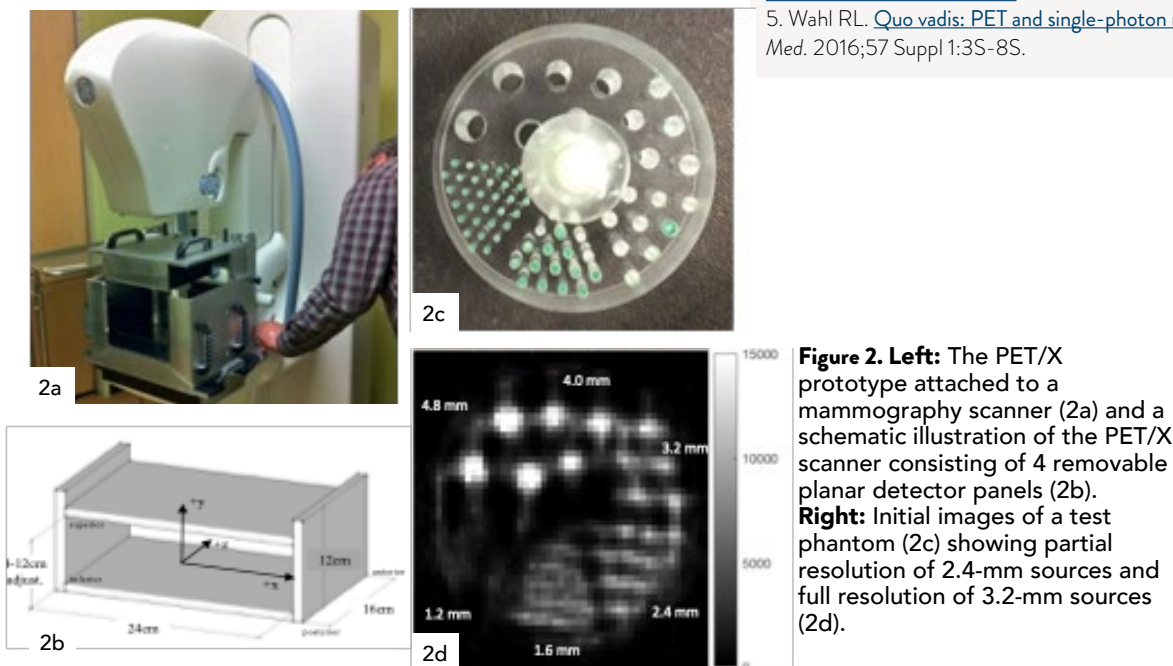 5. Wahl RL. Quo vadis: PET and single-photon
Med. 2016;57 Suppl 1:3S-8S.
2a
2c
+y
+z
+x
superior
12cm
adjust.
12cm
anterior
16cm
posterior
24cm
2b
15000
10000
5000
4.0 mm
4.8 mm
3.2 mm
1.2 mm
2.4 mm
1.6 mm
2d
Figure 2. Left: The PET/X
prototype attached to a
mammography scanner (2a) and a
schematic illustration of the PET/X
scanner consisting of 4 removable
planar detector panels (2b).
Right: Initial images of a test
phantom (2c) showing partial
resolution of 2.4-mm sources and
full resolution of 3.2-mm sources
(2d).